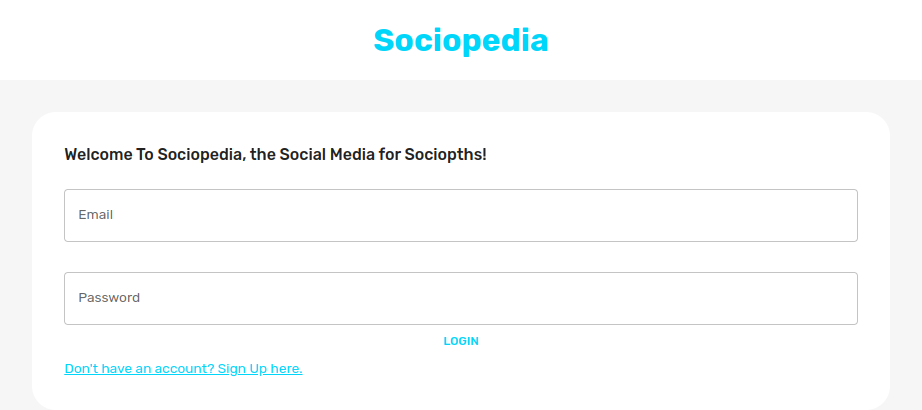 Sociopedia
Welcome To Sociopedia, the Social Media for Sociopths!
Email
Password
LOGIN
Don't have an account? Sign Up here.